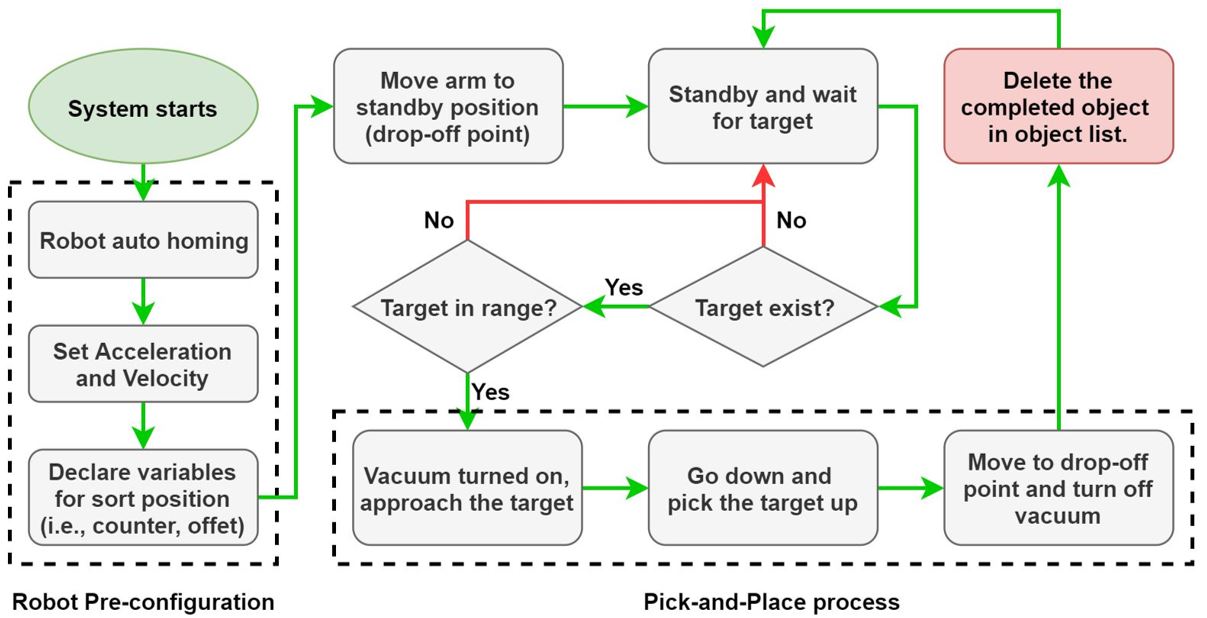 System starts
Robot auto homing
Set Acceleration
and Velocity
Declare variables
for sort position
(i.e., counter, offet)
Robot Pre-configuration
Move arm to
standby position
(drop-off point)
Standby and wait
for target
Delete the
completed object
in object list.
No
No
Target in range?
Yes
Target exist?
Yes
Vacuum turned on,
approach the target
Go down and
pick the target up
Move to drop-off
point and turn off
vacuum
Pick-and-Place process